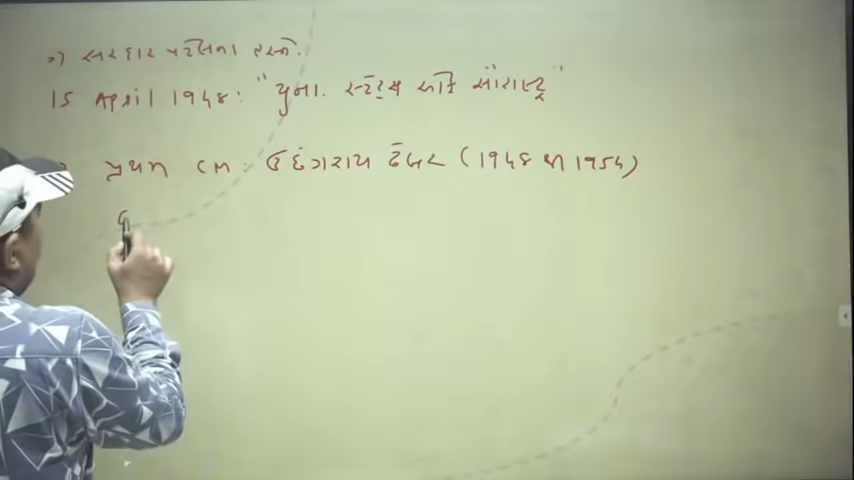 સરદાર પટેલના હસ્તે.
15 April 1948: "યુના. સ્ટેટ્સ ઓફ સૌરાષ્ટ્ર"
પ્રથમ CM: ઉછંગરાય ઢેબર (1948 થી 1954)